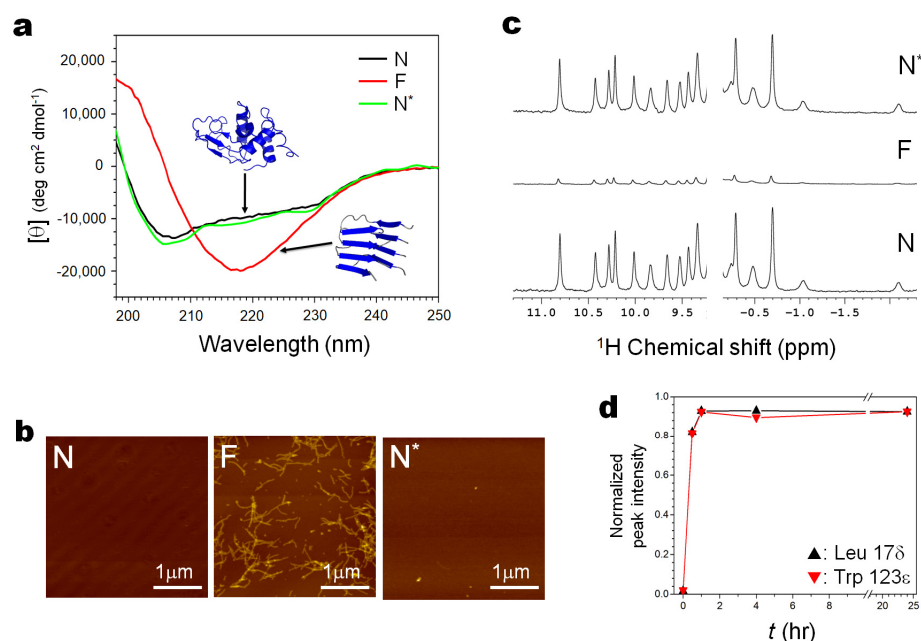 a
[θ] (deg cm2 dmol-1)
20,000
10,000
0
-10,000
-20,000
N
F
N*
200 210 220 230 240 250
Wavelength (nm)
b
N
1μm
F
1μm
N*
1μm
c
N*
F
N
11.0 10.5 10.0 9.5 -0.5 -1.0 -1.5
1H Chemical shift (ppm)
d
Normalized
peak intensity
1.0
0.8
0.6
0.4
0.2
0.0
▲: Leu 17δ
▼: Trp 123ε
0 2 4 6 8 20 25
t (hr)